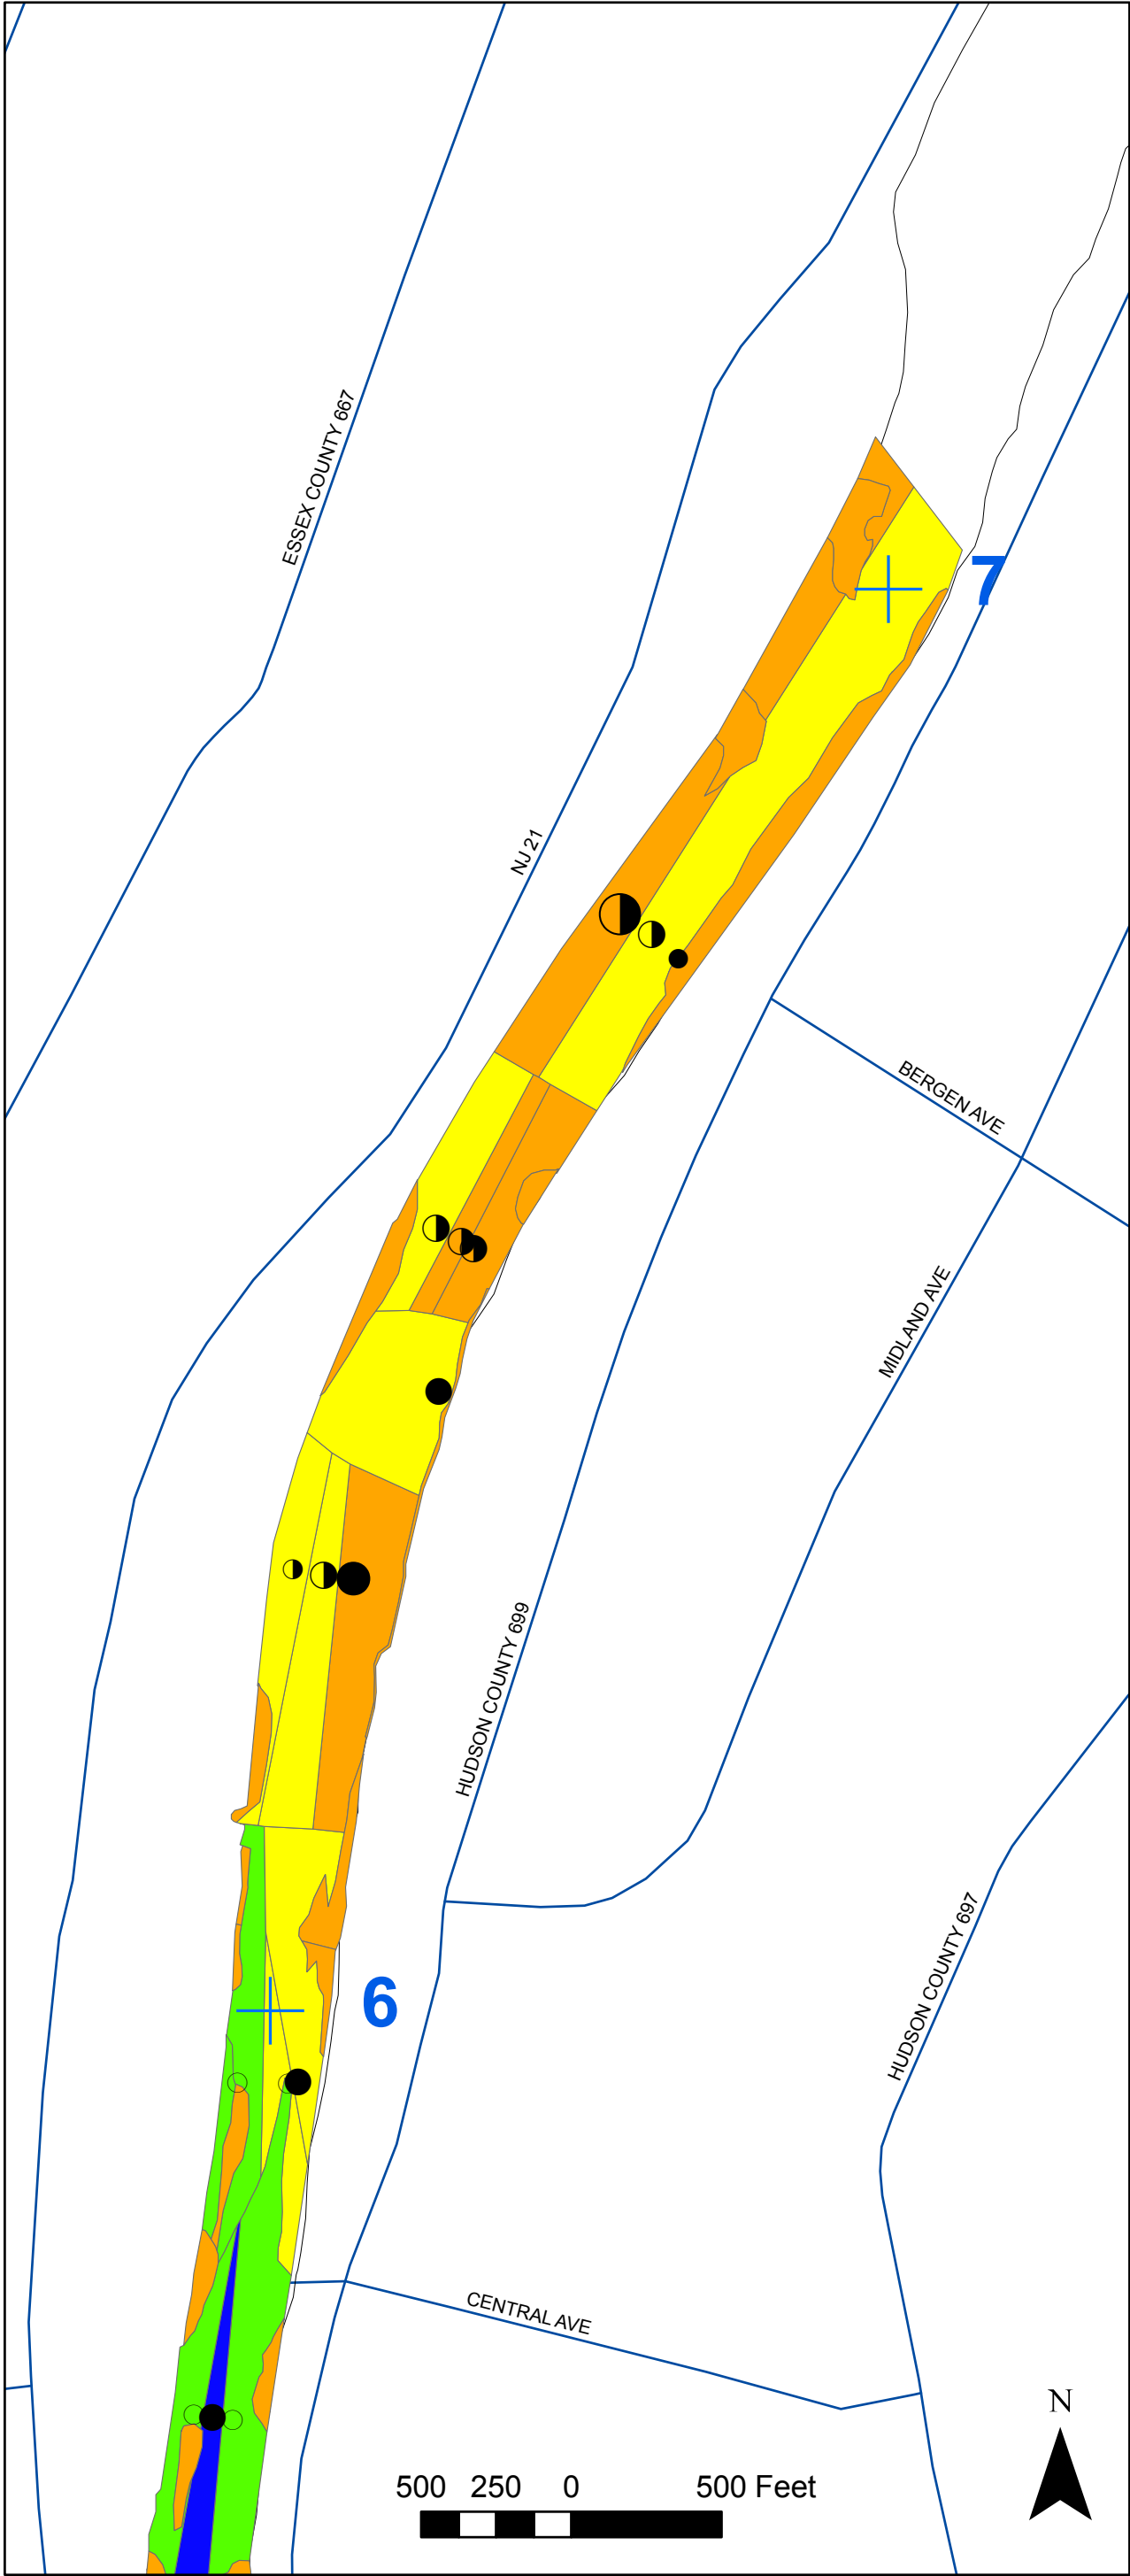 ESSEX COUNTY 667
7
NJ 21
BERGEN AVE
MIDLAND AVE
HUDSON COUNTY 699
HUDSON COUNTY 697
6
CENTRAL AVE
N
500 250 0 500 Feet